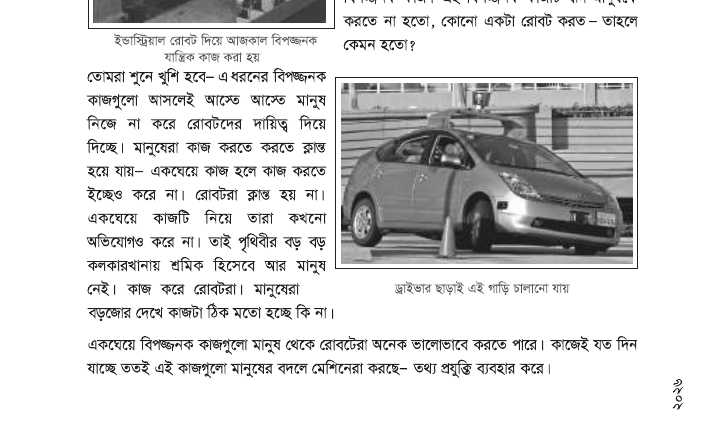 করতে না হতো, কোনো একটা রোবট করত– তাহলে
কেমন হতো?
ইন্ডাস্ট্রিয়াল রোবট দিয়ে আজকাল বিপজ্জনক
যান্ত্রিক কাজ করা হয়
তোমরা শুনে খুশি হবে– এ ধরনের বিপজ্জনক
কাজগুলো আসলেই আস্তে আস্তে মানুষ
নিজে না করে রোবটদের দায়িত্ব দিয়ে
দিচ্ছে। মানুষেরা কাজ করতে করতে ক্লান্ত
হয়ে যায়– একঘেয়ে কাজ হলে কাজ করতে
ইচ্ছেও করে না। রোবটরা ক্লান্ত হয় না।
একঘেয়ে কাজটি নিয়ে তারা কখনো
অভিযোগও করে না। তাই পৃথিবীর বড় বড়
কলকারখানায় শ্রমিক হিসেবে আর মানুষ
নেই। কাজ করে রোবটরা। মানুষেরা
বড়জোর দেখে কাজটা ঠিক মতো হচ্ছে কি না।
ড্রাইভার ছাড়াই এই গাড়ি চালানো যায়
একঘেয়ে বিপজ্জনক কাজগুলো মানুষ থেকে রোবটেরা অনেক ভালোভাবে করতে পারে। কাজেই যত দিন
যাচ্ছে ততই এই কাজগুলো মানুষের বদলে মেশিনেরা করছে– তথ্য প্রযুক্তি ব্যবহার করে।
২০২৬